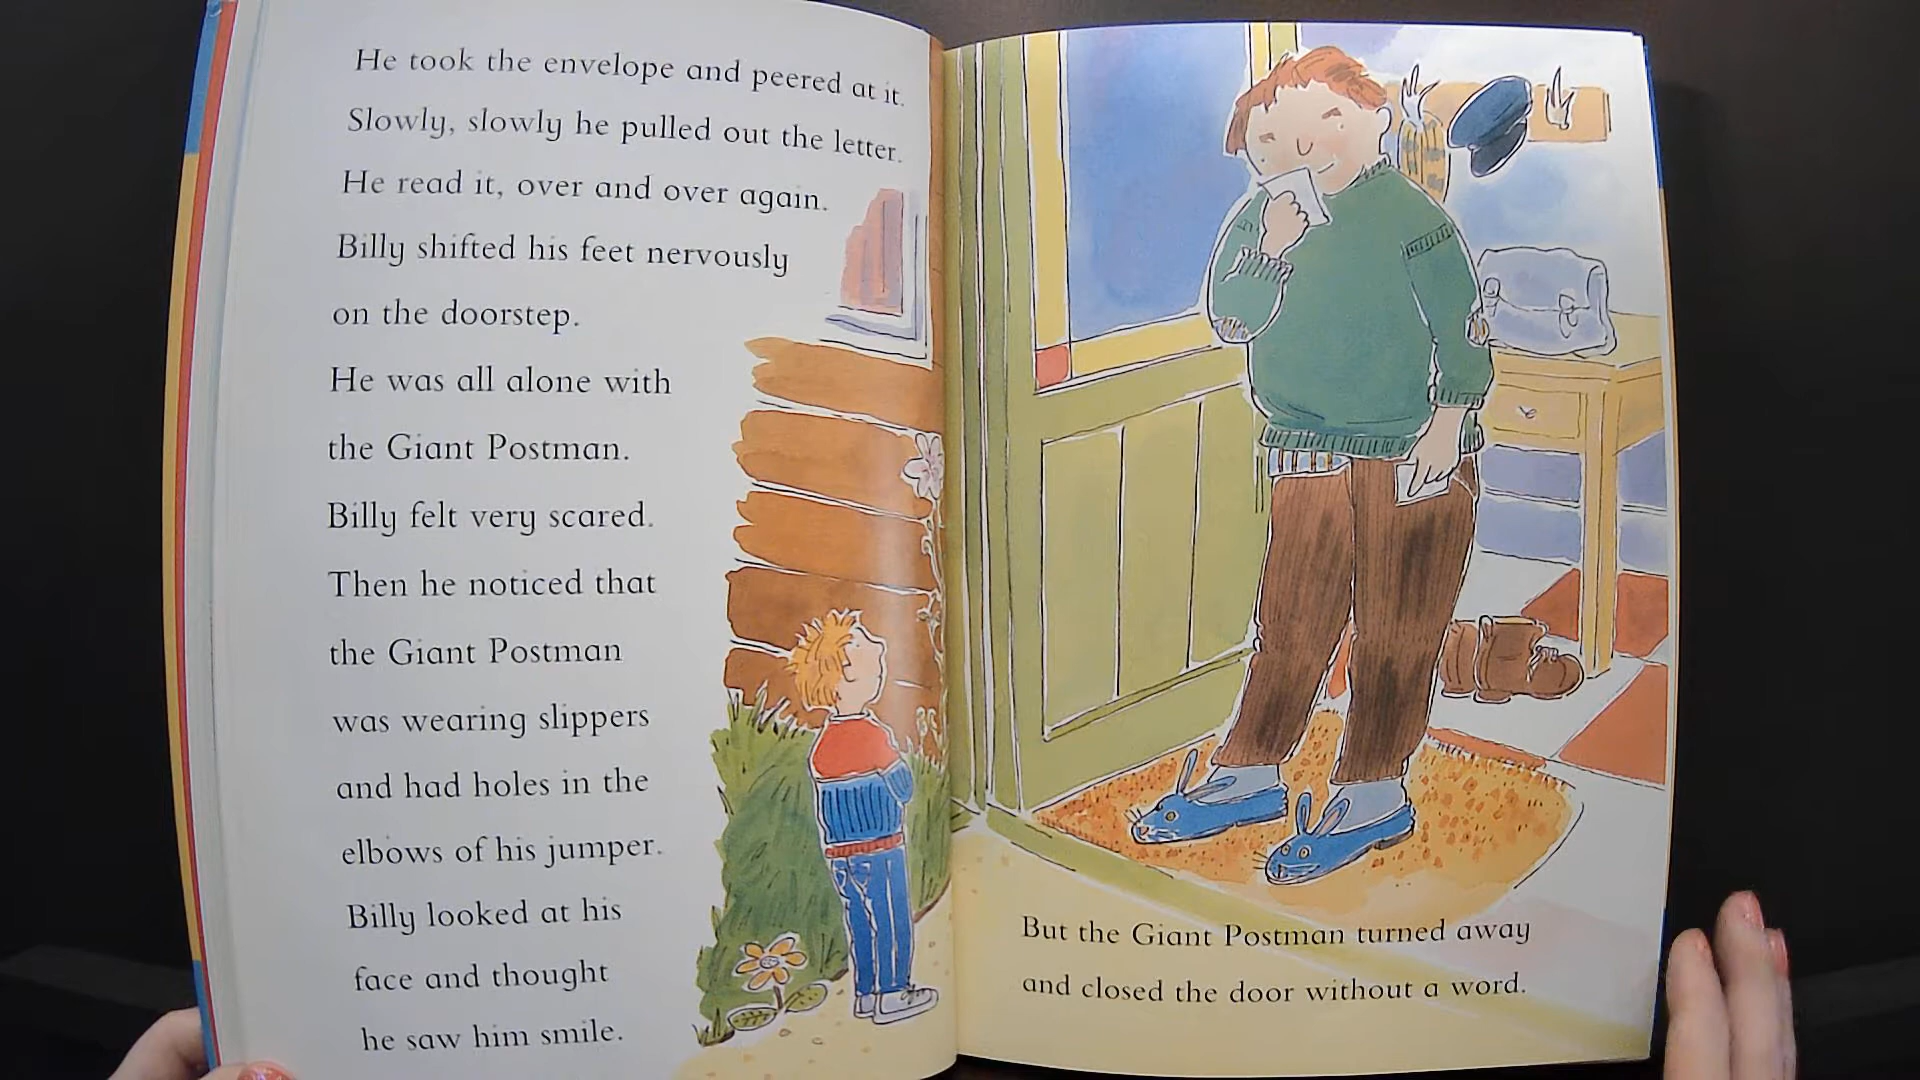 He took the envelope and peered at it.
Slowly, slowly he pulled out the letter.
He read it, over and over again.
Billy shifted his feet nervously
on the doorstep.
He was all alone with
the Giant Postman.
Billy felt very scared.
Then he noticed that
the Giant Postman
was wearing slippers
and had holes in the
elbows of his jumper.
Billy looked at his
face and thought
he saw him smile.
But the Giant Postman turned away
and closed the door without a word.